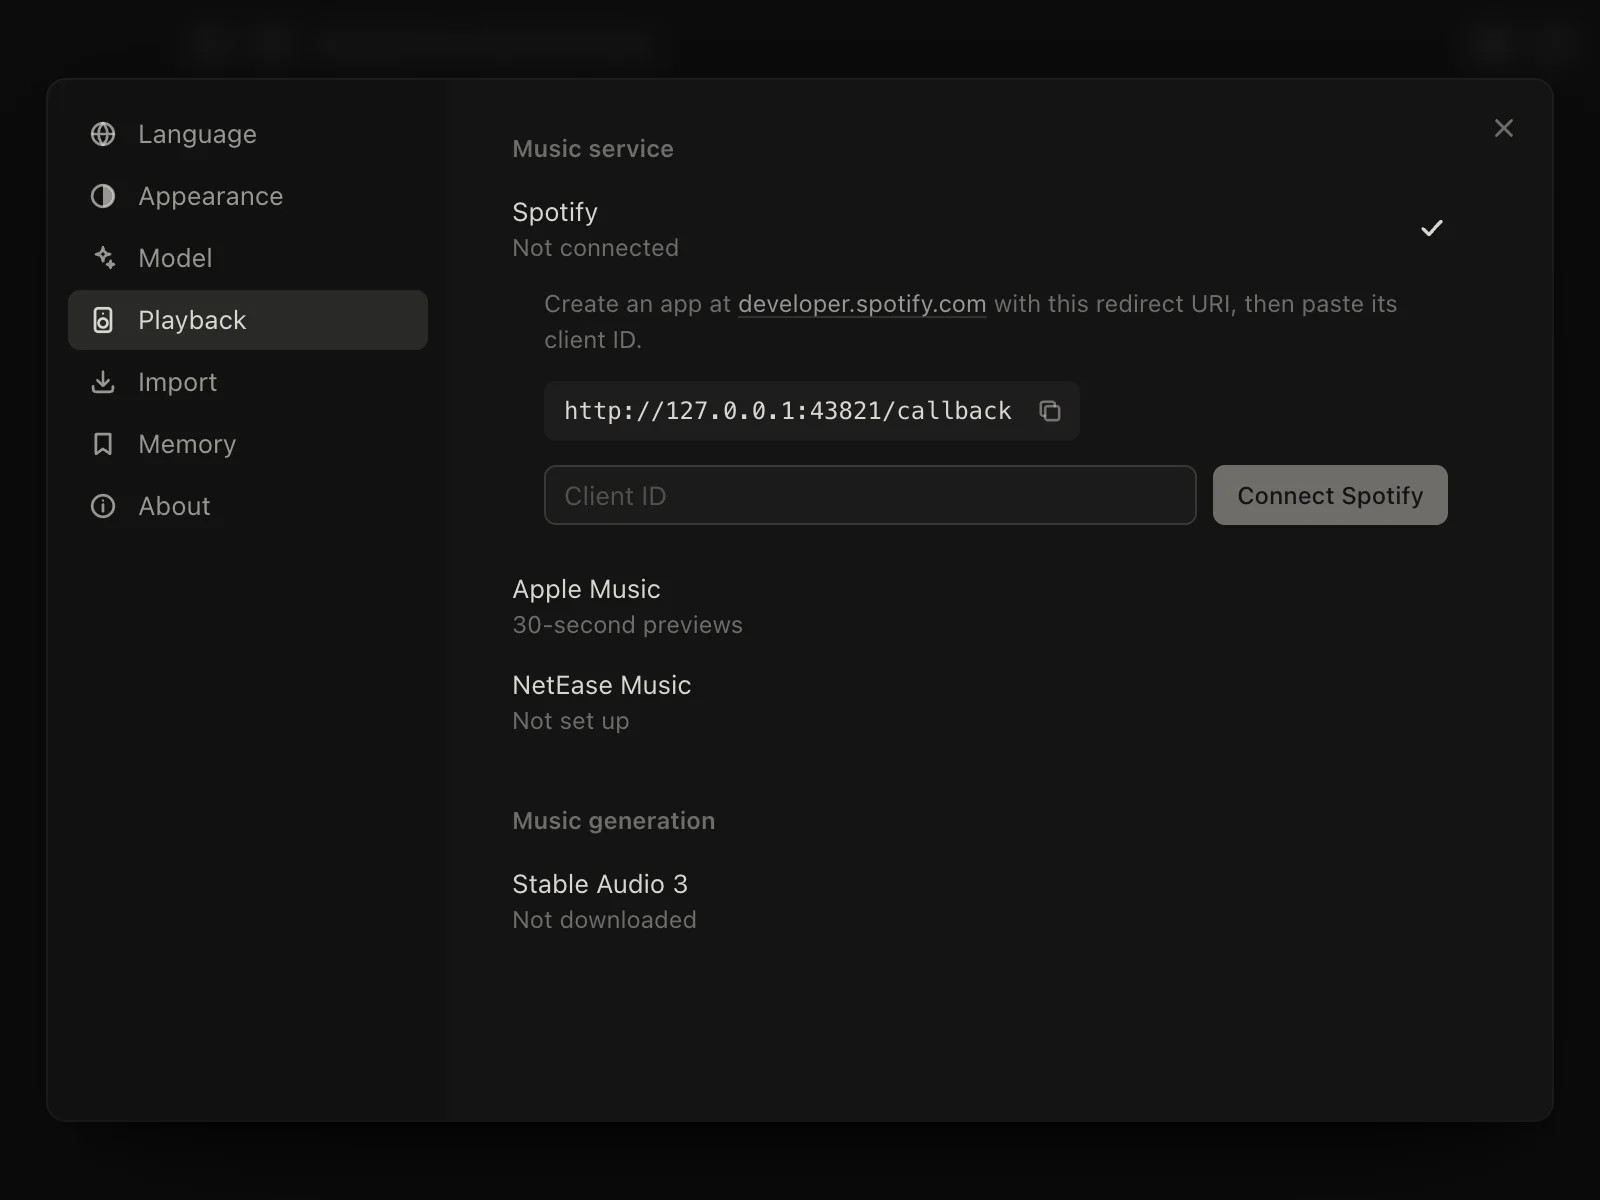 Language
Appearance
Model
Playback
Import
Memory
About
Music service
Spotify
Not connected
Create an app at developer.spotify.com with this redirect URI, then paste its
client ID.
http://127.0.0.1:43821/callback
Client ID
Connect Spotify
Apple Music
30-second previews
NetEase Music
Not set up
Music generation
Stable Audio 3
Not downloaded